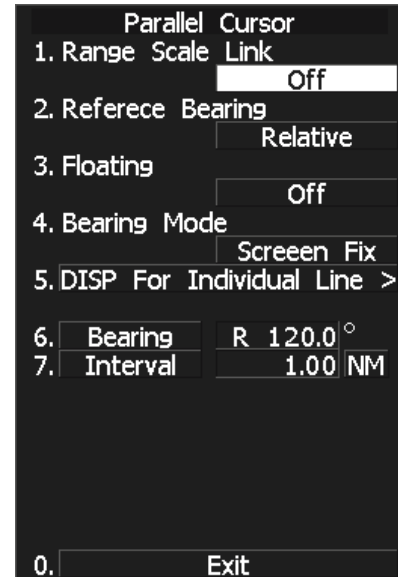 Parallel Cursor
1. Range Scale Link
Off
2. Referece Bearing
Relative
3. Floating
Off
4. Bearing Mode
Screeen Fix
5. DISP For Individual Line >
6. Bearing R 120.0°
7. Interval 1.00 NM
0. Exit